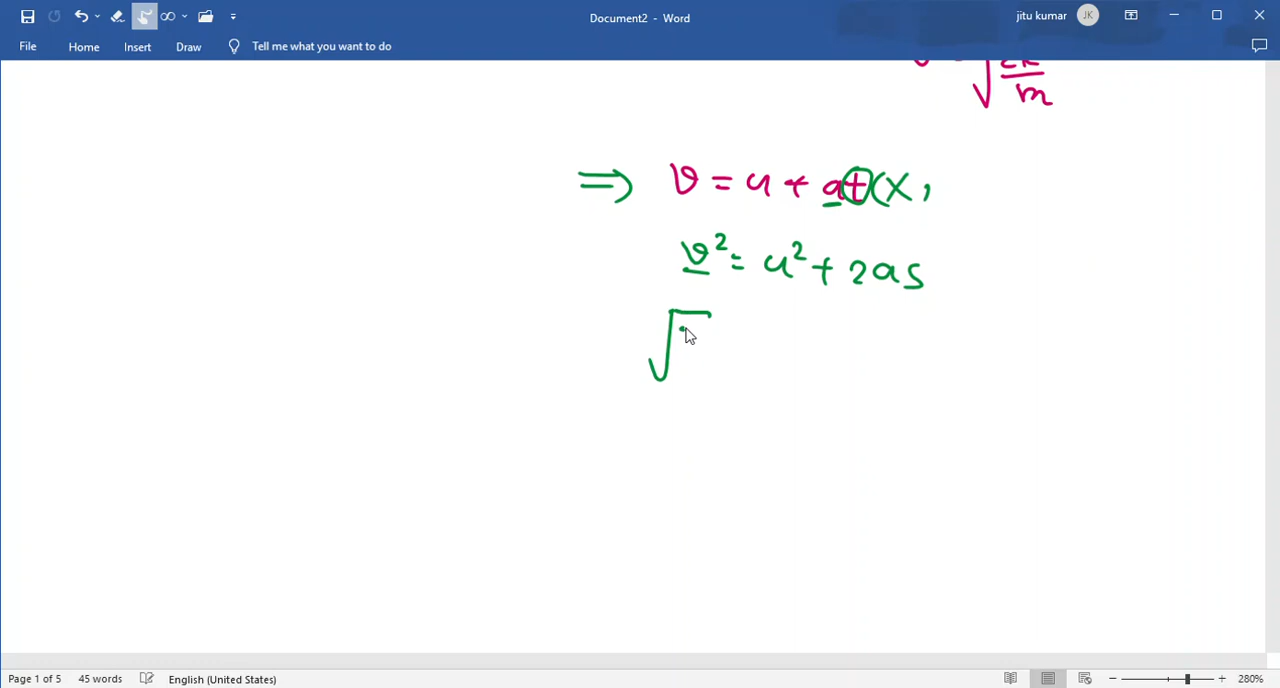 Document2 - Word
jitu kumar JK
File Home Insert Draw Tell me what you want to do
m
⇒ v = u + at (X,
v² = u² + 2as
√
Page 1 of 5 45 words English (United States) 280%